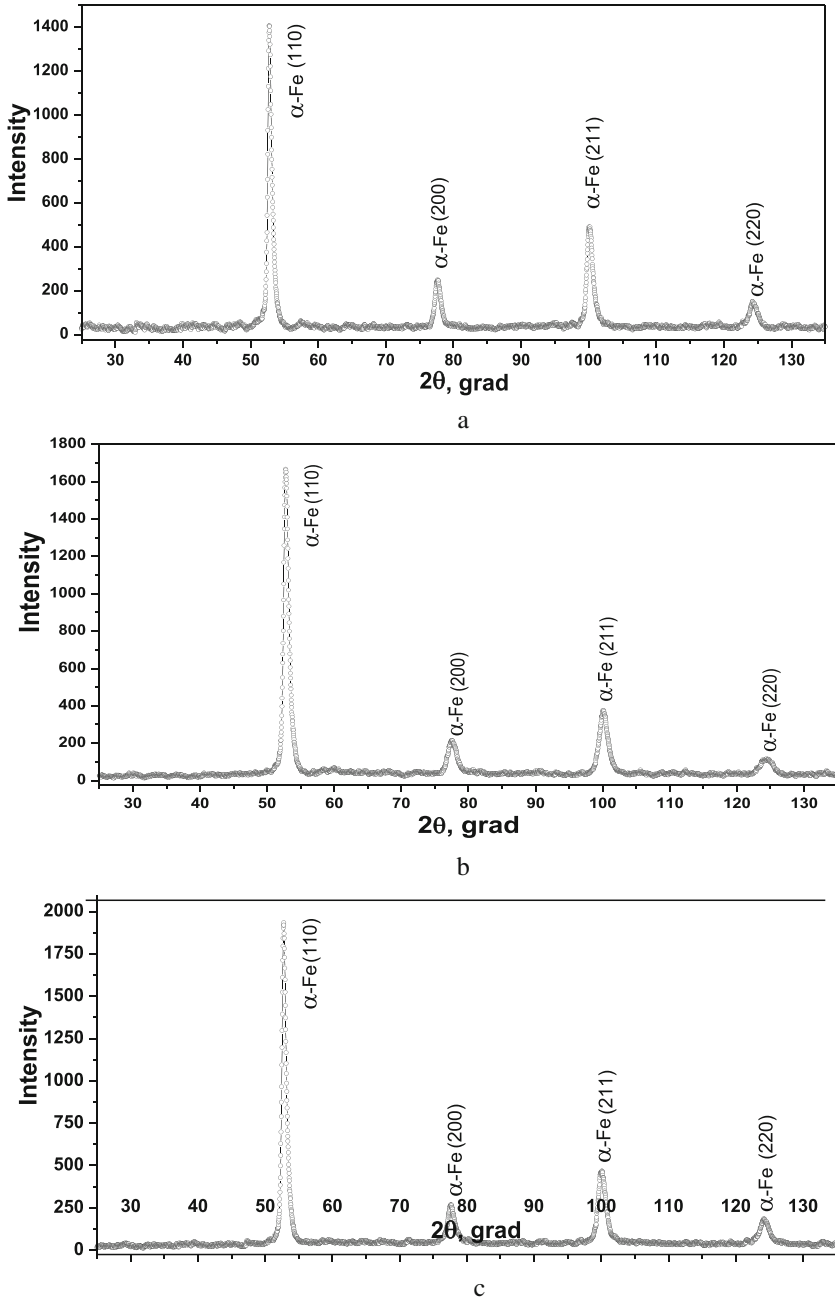 1400
1200
1000
800
600
400
200
0
Intensity
α-Fe (110)
α-Fe (200)
α-Fe (211)
α-Fe (220)
30 40 50 60 70 80 90 100 110 120 130
2θ, grad
a
1800
1600
1400
1200
1000
800
600
400
200
0
Intensity
α-Fe (110)
α-Fe (200)
α-Fe (211)
α-Fe (220)
30 40 50 60 70 80 90 100 110 120 130
2θ, grad
b
2000
1750
1500
1250
1000
750
500
250
0
Intensity
α-Fe (110)
α-Fe (200)
α-Fe (211)
α-Fe (220)
30 40 50 60 70 80 90 100 110 120 130
2θ, grad
c